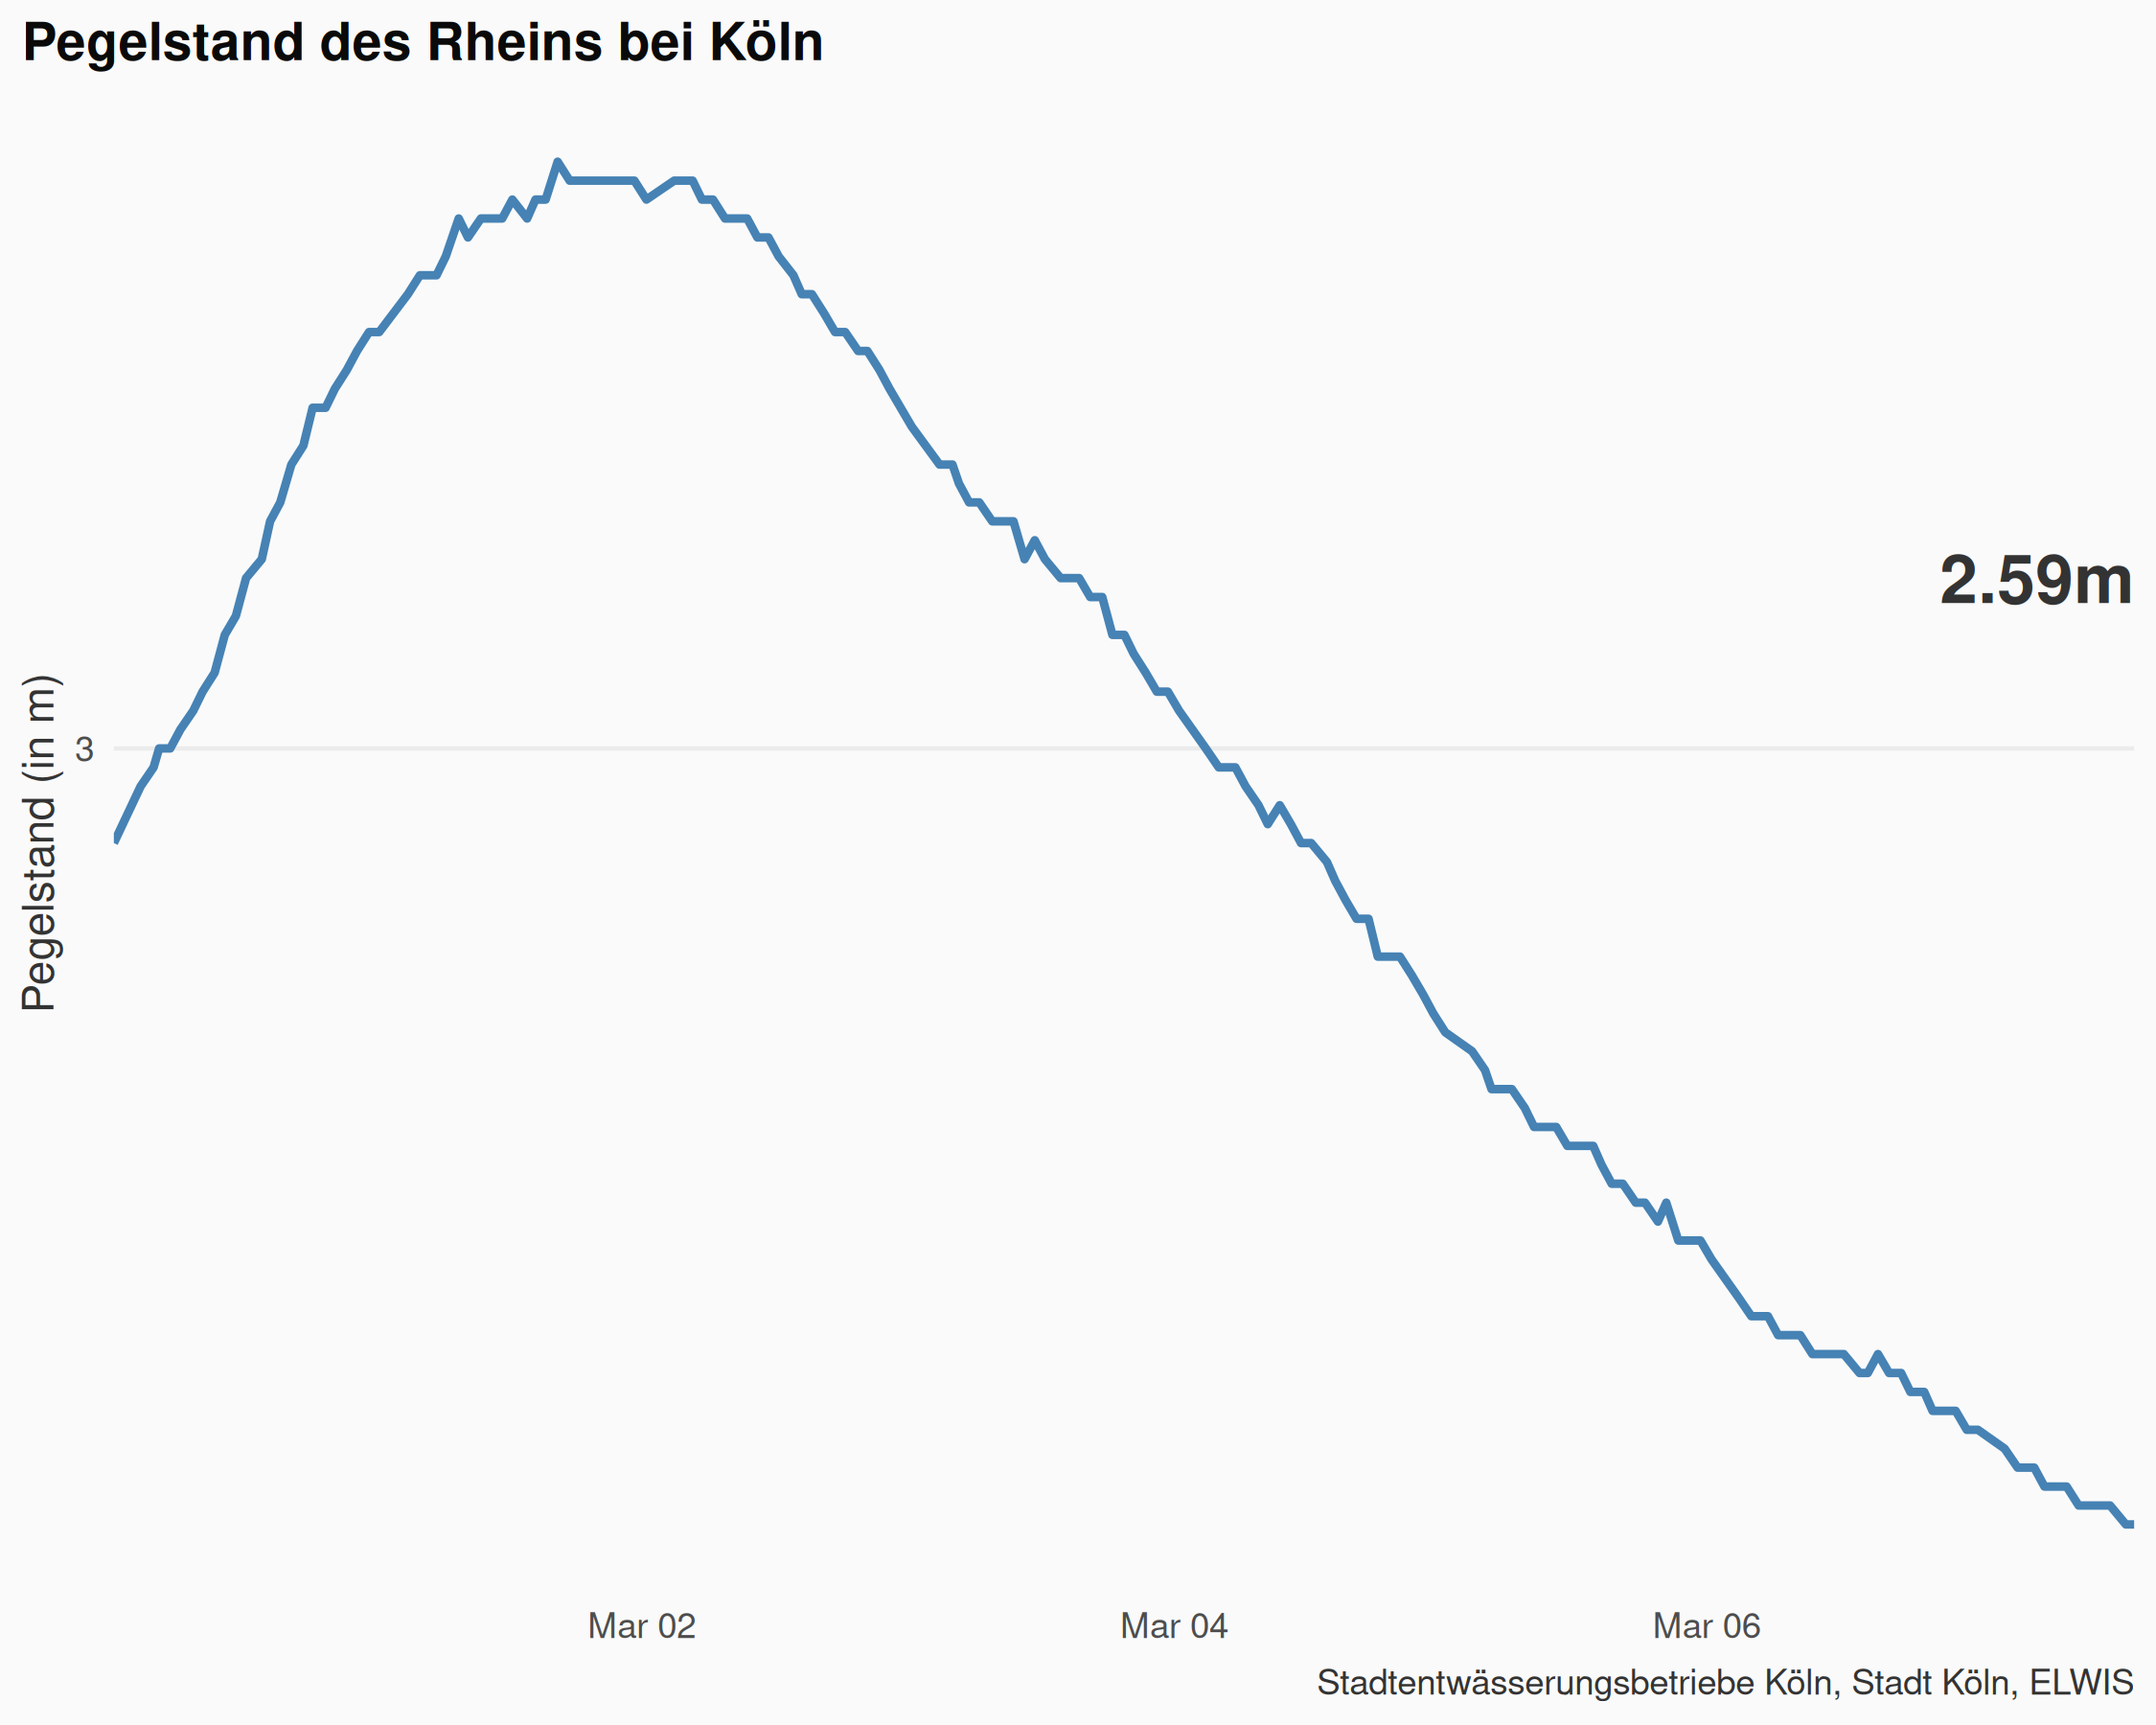 Pegelstand des Rheins bei Köln
2.59m
Pegelstand (in m)
3
Mar 02
Mar 04
Mar 06
Stadtentwässerungsbetriebe Köln, Stadt Köln, ELWIS